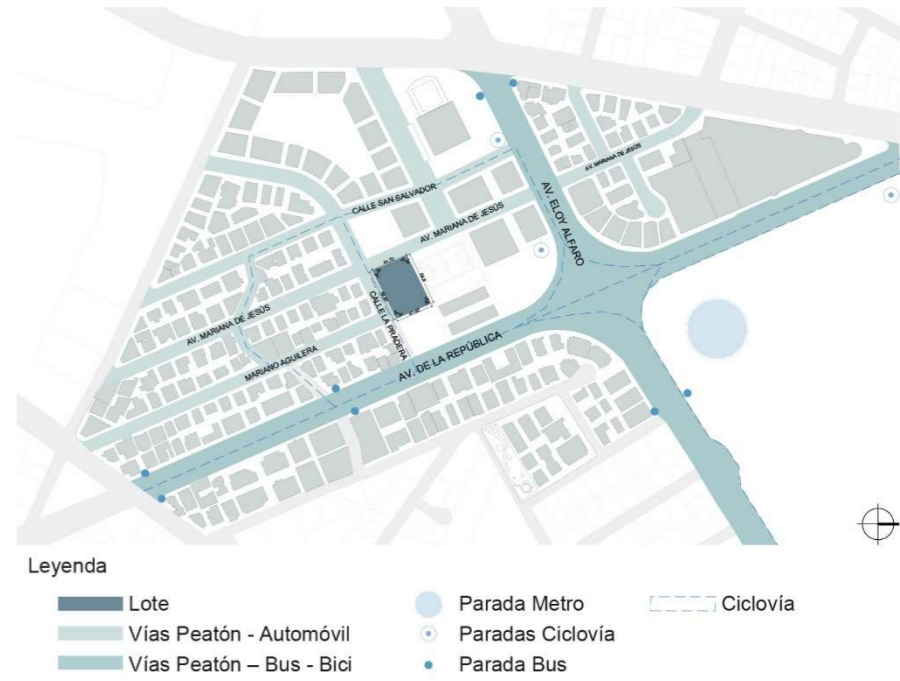 CALLE SAN SALVADOR
AV. MARIANA DE JESÚS
AV. ELOY ALFARO
AV. MARIANA DE JESÚS
AV. MARIANA DE JESÚS
CALLE LA PRADERA
MARIANO AGUILERA
AV. DE LA REPÚBLICA
Leyenda
Lote
Parada Metro
Ciclovía
Vías Peatón - Automóvil
Paradas Ciclovía
Vías Peatón – Bus - Bici
Parada Bus